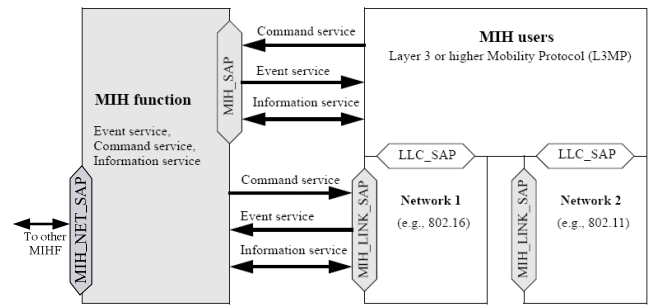 Command service
Event service
Information service
MIH_SAP
MIH users
Layer 3 or higher Mobility Protocol (L3MP)
MIH function
Event service,
Command service,
Information service
MIH_NET_SAP
To other
MIHF
Command service
Event service
Information service
LLC_SAP
LLC_SAP
MIH_LINK_SAP
Network 1
(e.g., 802.16)
MIH_LINK_SAP
Network 2
(e.g., 802.11)